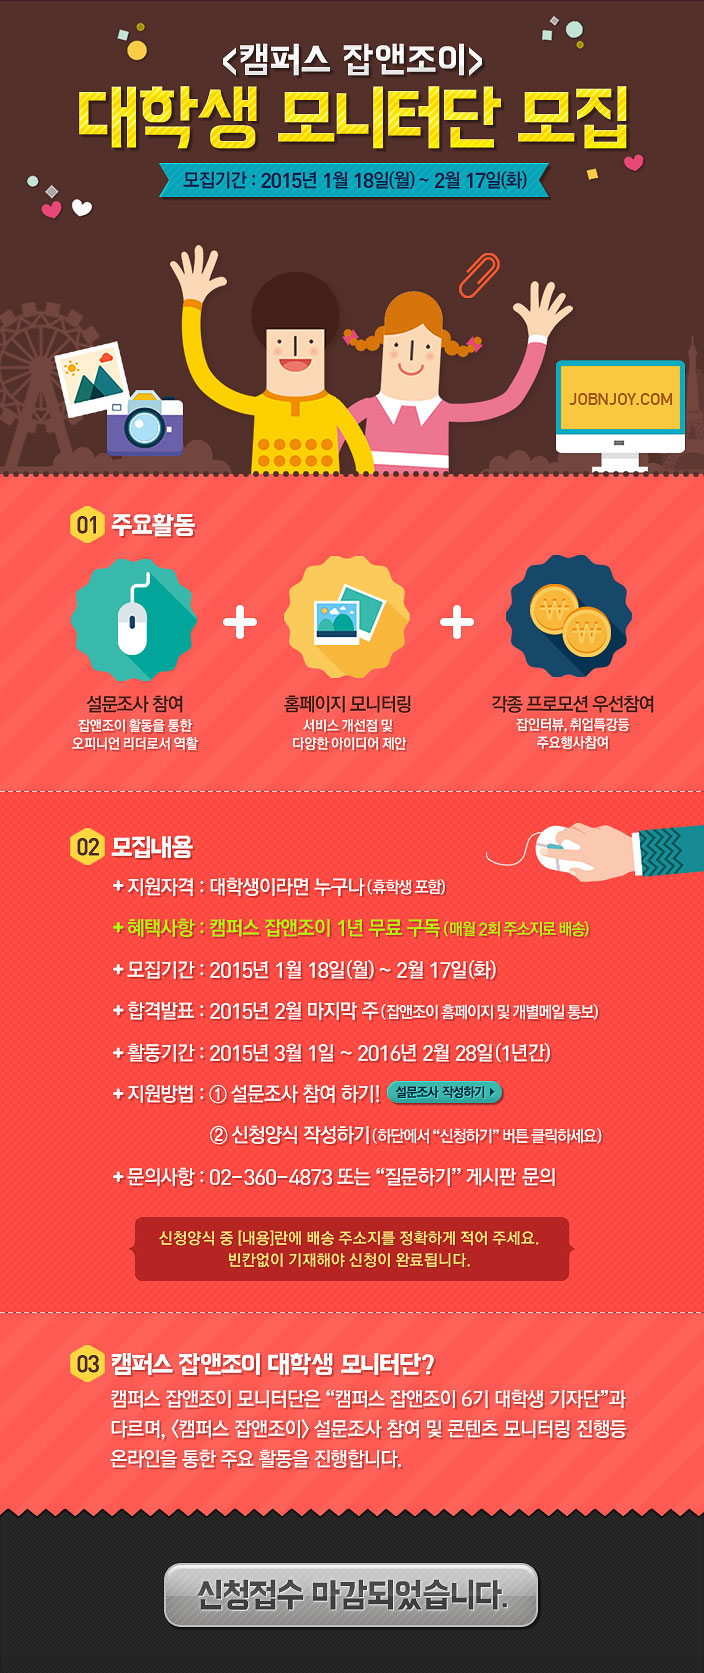 <캠퍼스 잡앤조이>
대학생 모니터단 모집
모집기간 : 2015년 1월 18일(월) ~ 2월 17일(화)
JOBNJOY.COM
01 주요활동
설문조사 참여
잡앤조이 활동을 통한
오피니언 리더로서 역활
홈페이지 모니터링
서비스 개선점 및
다양한 아이디어 제안
각종 프로모션 우선참여
잡인터뷰, 취업특강등
주요행사참여
02 모집내용
+ 지원자격 : 대학생이라면 누구나 (휴학생 포함)
+ 혜택사항 : 캠퍼스 잡앤조이 1년 무료 구독 (매월 2회 주소지로 배송)
+ 모집기간 : 2015년 1월 18일(월) ~ 2월 17일(화)
+ 합격발표 : 2015년 2월 마지막 주 (잡앤조이 홈페이지 및 개별메일 통보)
+ 활동기간 : 2015년 3월 1일 ~ 2016년 2월 28일(1년간)
+ 지원방법 : ① 설문조사 참여 하기! 설문조사 작성하기
② 신청양식 작성하기 (하단에서 “신청하기” 버튼 클릭하세요)
+ 문의사항 : 02-360-4873 또는 “질문하기” 게시판 문의
신청양식 중 [내용]란에 배송 주소지를 정확하게 적어 주세요.
빈칸없이 기재해야 신청이 완료됩니다.
03 캠퍼스 잡앤조이 대학생 모니터단?
캠퍼스 잡앤조이 모니터단은 “캠퍼스 잡앤조이 6기 대학생 기자단”과
다르며, <캠퍼스 잡앤조이> 설문조사 참여 및 콘텐츠 모니터링 진행등
온라인을 통한 주요 활동을 진행합니다.
신청접수 마감되었습니다.